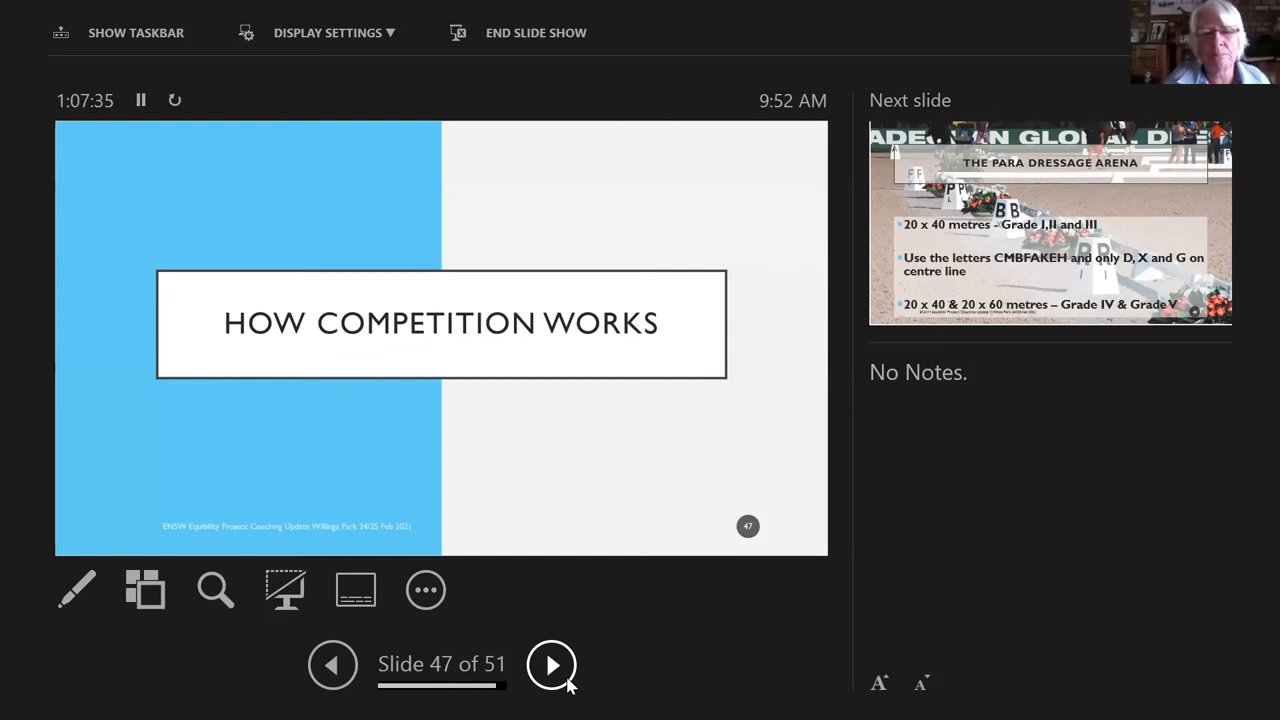 SHOW TASKBAR
DISPLAY SETTINGS ▼
END SLIDE SHOW
1:07:35
9:52 AM
Next slide
HOW COMPETITION WORKS
ENSW Equibility Project: Coaching Update Willinga Park 24/25 Feb 2021
47
GLOBAL
THE PARA DRESSAGE ARENA
F F
P P
L
B B
R R
I
20 x 40 metres - Grade I,II and III
Use the letters CMBFAKEH and only D, X and G on
centre line
20 x 40 & 20 x 60 metres – Grade IV & Grade V
No Notes.
Slide 47 of 51
A A